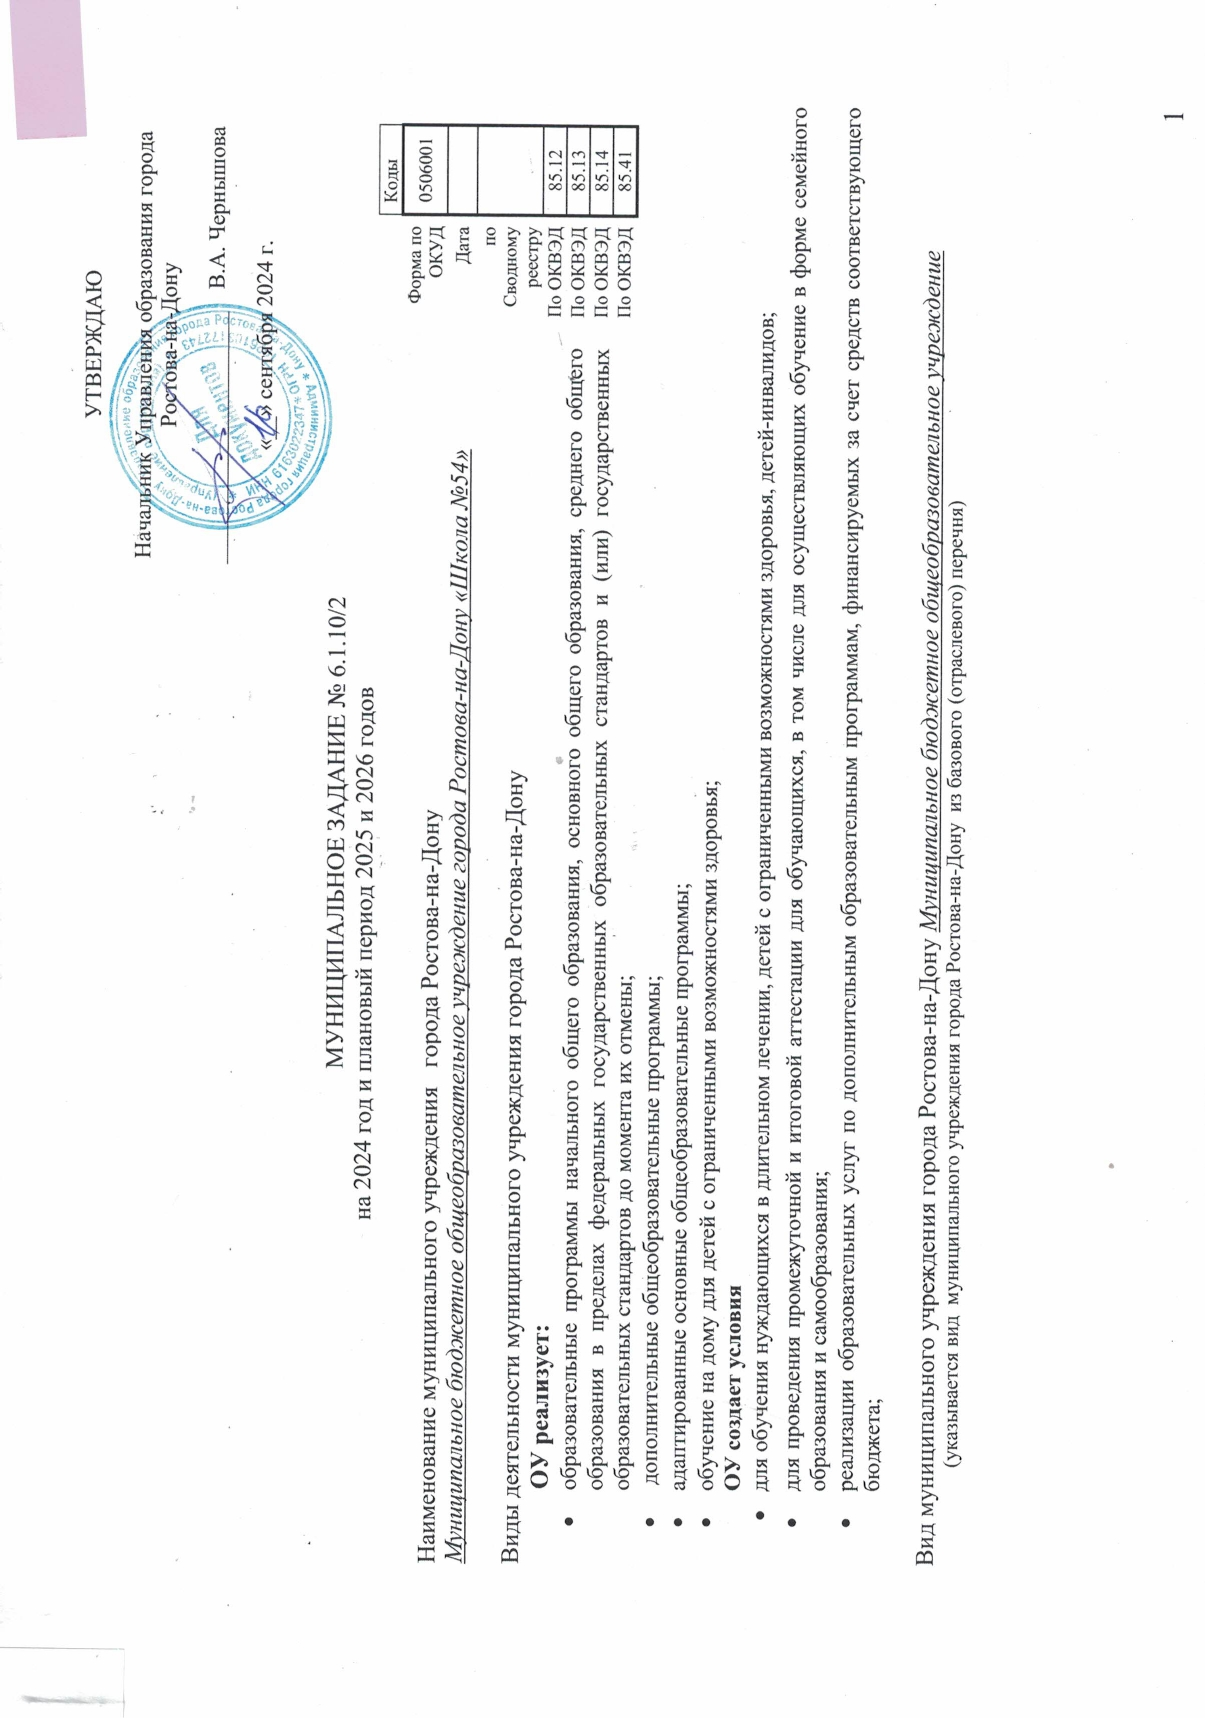 УТВЕРЖДАЮ
Начальник Управления образования города
Ростова-на-Дону
В.А. Чернышова
«16» сентября 2024 г.
МУНИЦИПАЛЬНОЕ ЗАДАНИЕ № 6.1.10/2
на 2024 год и плановый период 2025 и 2026 годов
Коды
Форма по ОКУД 0506001
Дата
по Сводному реестру
По ОКВЭД 85.12
По ОКВЭД 85.13
По ОКВЭД 85.14
По ОКВЭД 85.41
Наименование муниципального учреждения города Ростова-на-Дону
Муниципальное бюджетное общеобразовательное учреждение города Ростова-на-Дону «Школа №54»
Виды деятельности муниципального учреждения города Ростова-на-Дону
ОУ реализует:
• образовательные программы начального общего образования, основного общего образования, среднего общего
образования в пределах федеральных государственных образовательных стандартов и (или) государственных
образовательных стандартов до момента их отмены;
• дополнительные общеобразовательные программы;
• адаптированные основные общеобразовательные программы;
• обучение на дому для детей с ограниченными возможностями здоровья;
ОУ создает условия
• для обучения нуждающихся в длительном лечении, детей с ограниченными возможностями здоровья, детей-инвалидов;
• для проведения промежуточной и итоговой аттестации для обучающихся, в том числе для осуществляющих обучение в форме семейного
образования и самообразования;
• реализации образовательных услуг по дополнительным образовательным программам, финансируемых за счет средств соответствующего
бюджета;
Вид муниципального учреждения города Ростова-на-Дону Муниципальное бюджетное общеобразовательное учреждение
(указывается вид муниципального учреждения города Ростова-на-Дону из базового (отраслевого) перечня)
1